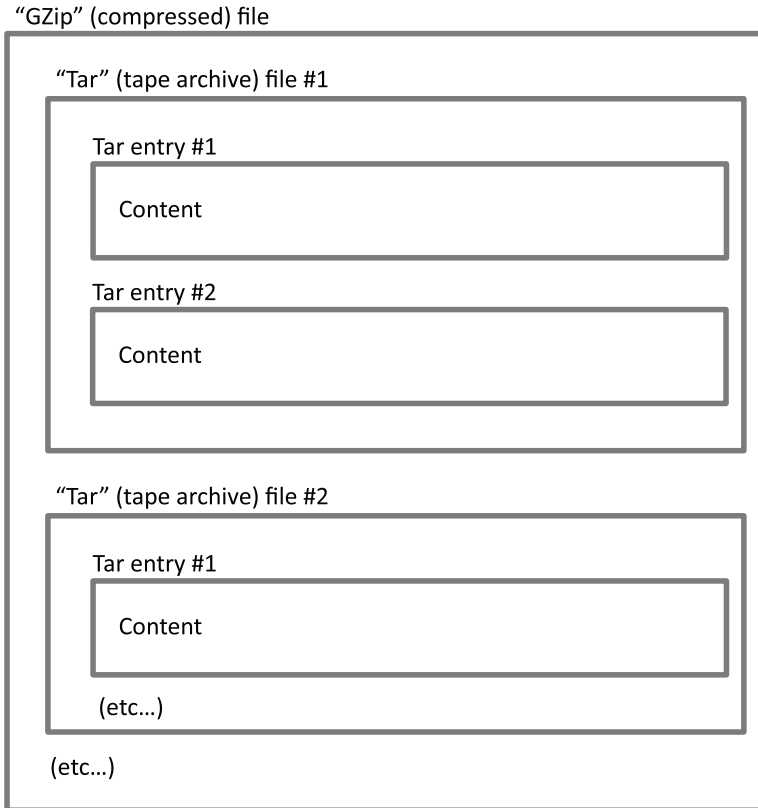 “GZip” (compressed) file
“Tar” (tape archive) file #1
Tar entry #1
Content
Tar entry #2
Content
“Tar” (tape archive) file #2
Tar entry #1
Content
(etc…)
(etc…)